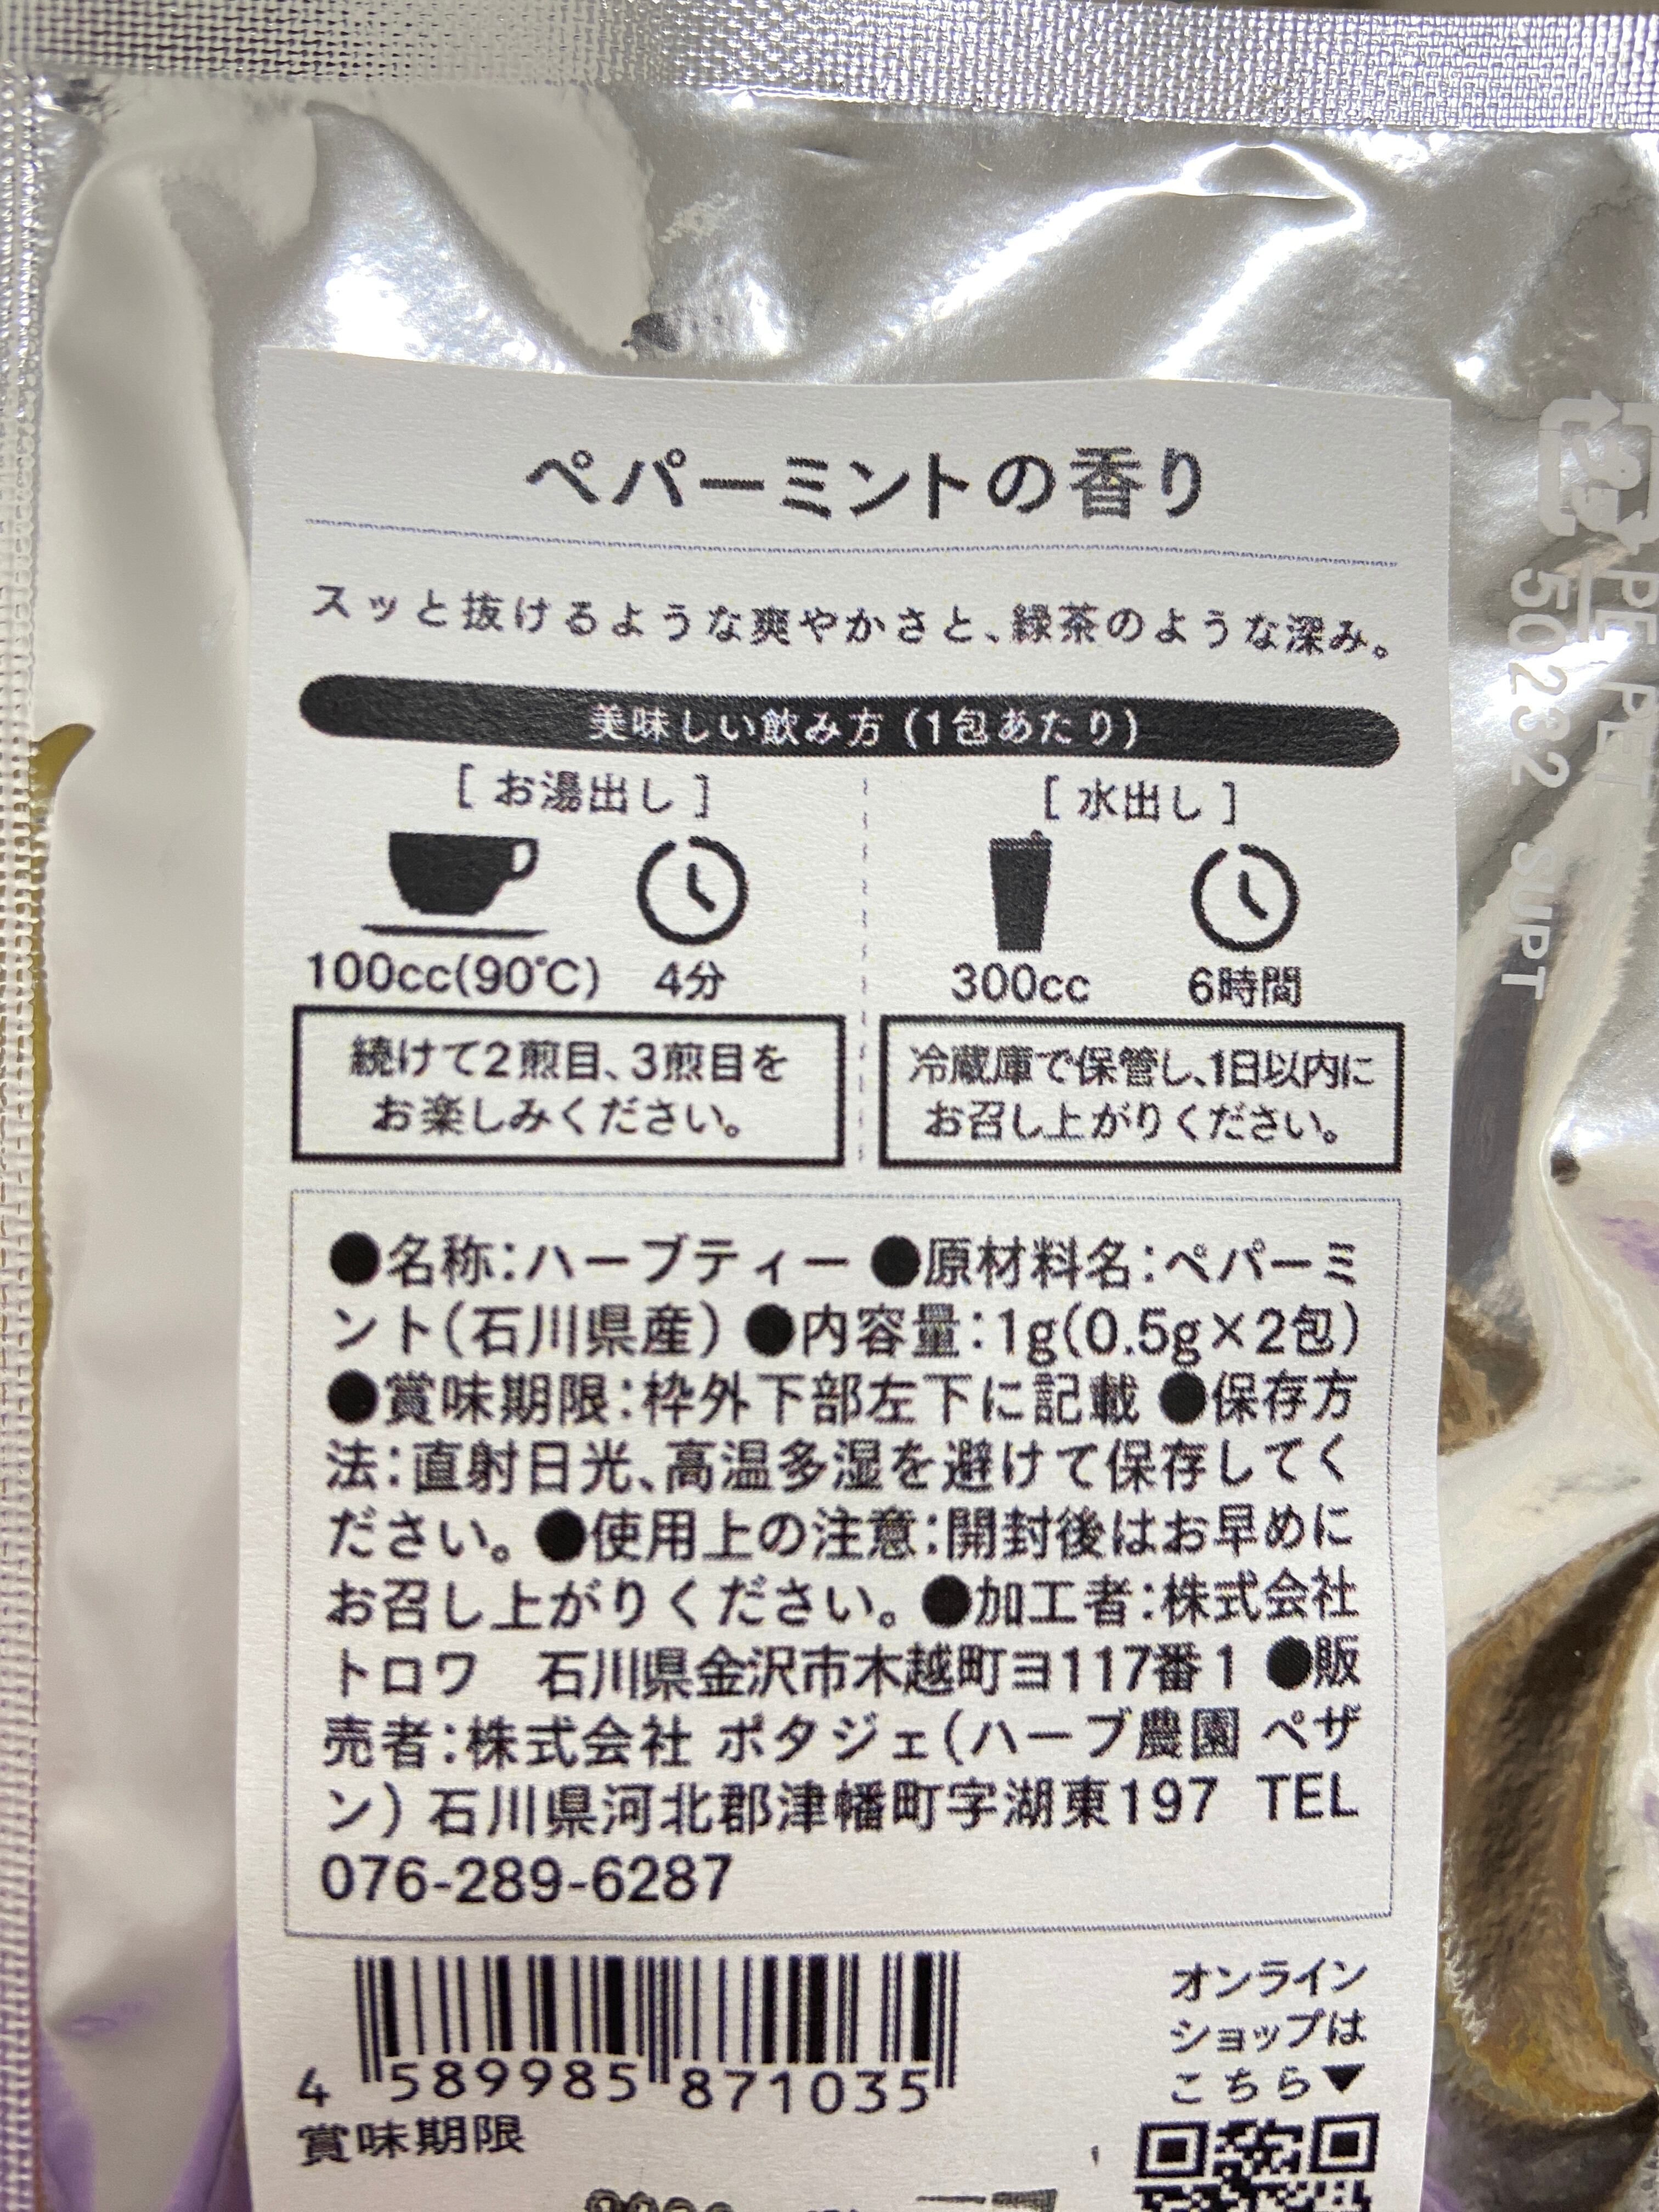 ペパーミントの香り
スッと抜けるような爽やかさと、緑茶のような深み。
美味しい飲み方(1包あたり)
[ お湯出し ]
100cc(90℃) 4分
続けて2煎目、3煎目を
お楽しみください。
[ 水出し ]
300cc 6時間
冷蔵庫で保管し、1日以内に
お召し上がりください。
●名称:ハーブティー ●原材料名:ペパーミ
ント(石川県産) ●内容量:1g(0.5g×2包)
●賞味期限:枠外下部左下に記載 ●保存方
法:直射日光、高温多湿を避けて保存してく
ださい。●使用上の注意:開封後はお早めに
お召し上がりください。●加工者:株式会社
トロワ 石川県金沢市木越町ヨ117番1 ●販
売者:株式会社 ポタジェ(ハーブ農園 ペザ
ン) 石川県河北郡津幡町字湖東197 TEL
076-289-6287
4 589985 871035
賞味期限
オンライン
ショップは
こちら▼
PE PET
50232 SUPT